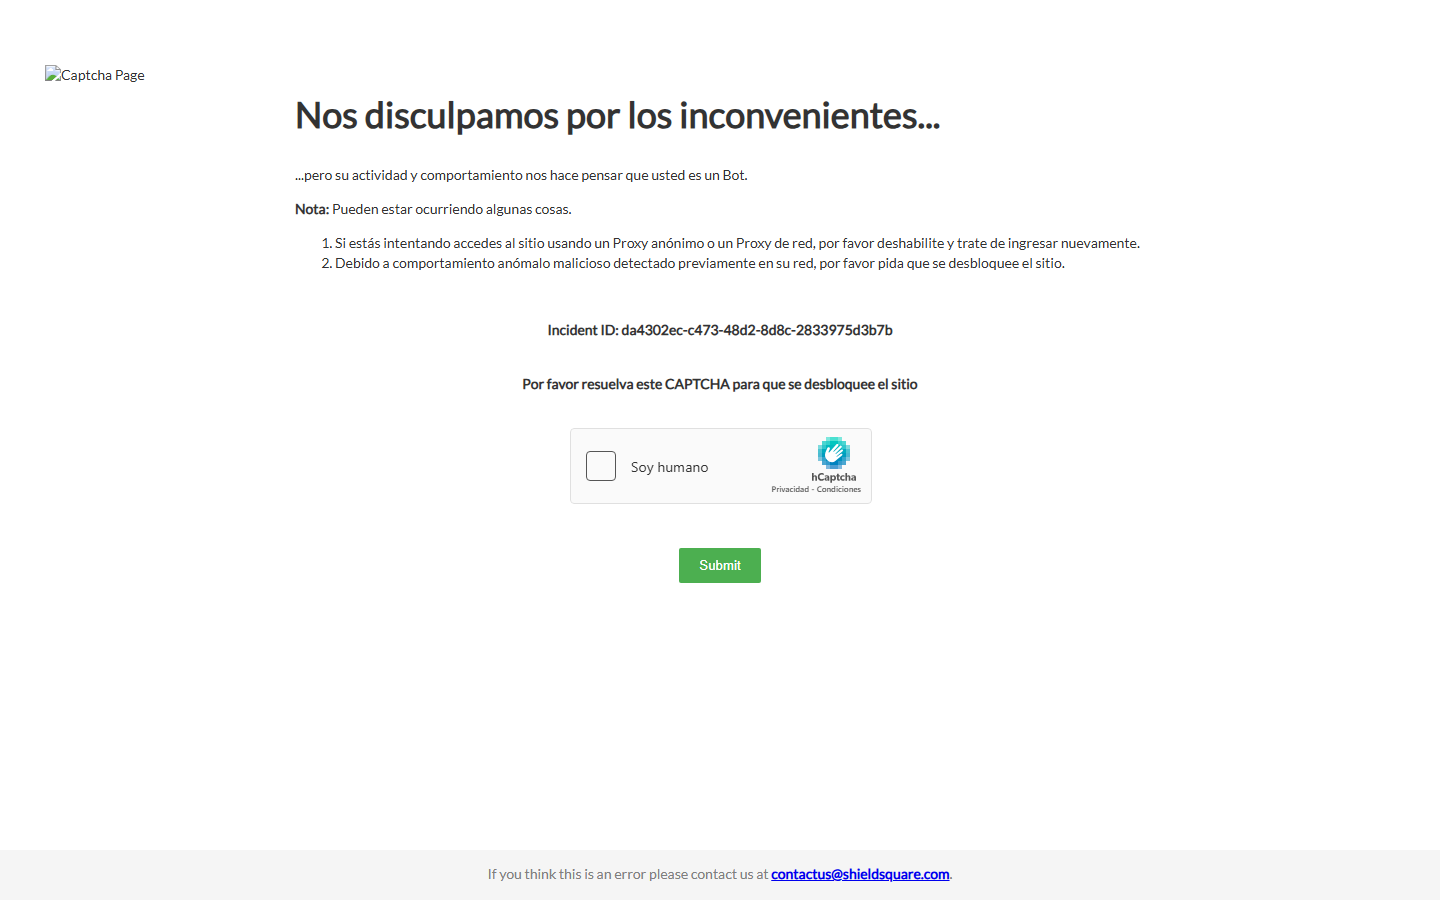 Captcha Page
Nos disculpamos por los inconvenientes...
...pero su actividad y comportamiento nos hace pensar que usted es un Bot.
Nota: Pueden estar ocurriendo algunas cosas.
1. Si estás intentando accedes al sitio usando un Proxy anónimo o un Proxy de red, por favor deshabilite y trate de ingresar nuevamente.
2. Debido a comportamiento anómalo malicioso detectado previamente en su red, por favor pida que se desbloquee el sitio.
Incident ID: da4302ec-c473-48d2-8d8c-2833975d3b7b
Por favor resuelva este CAPTCHA para que se desbloquee el sitio
Soy humano
hCaptcha
Privacidad - Condiciones
Submit
If you think this is an error please contact us at contactus@shieldsquare.com.